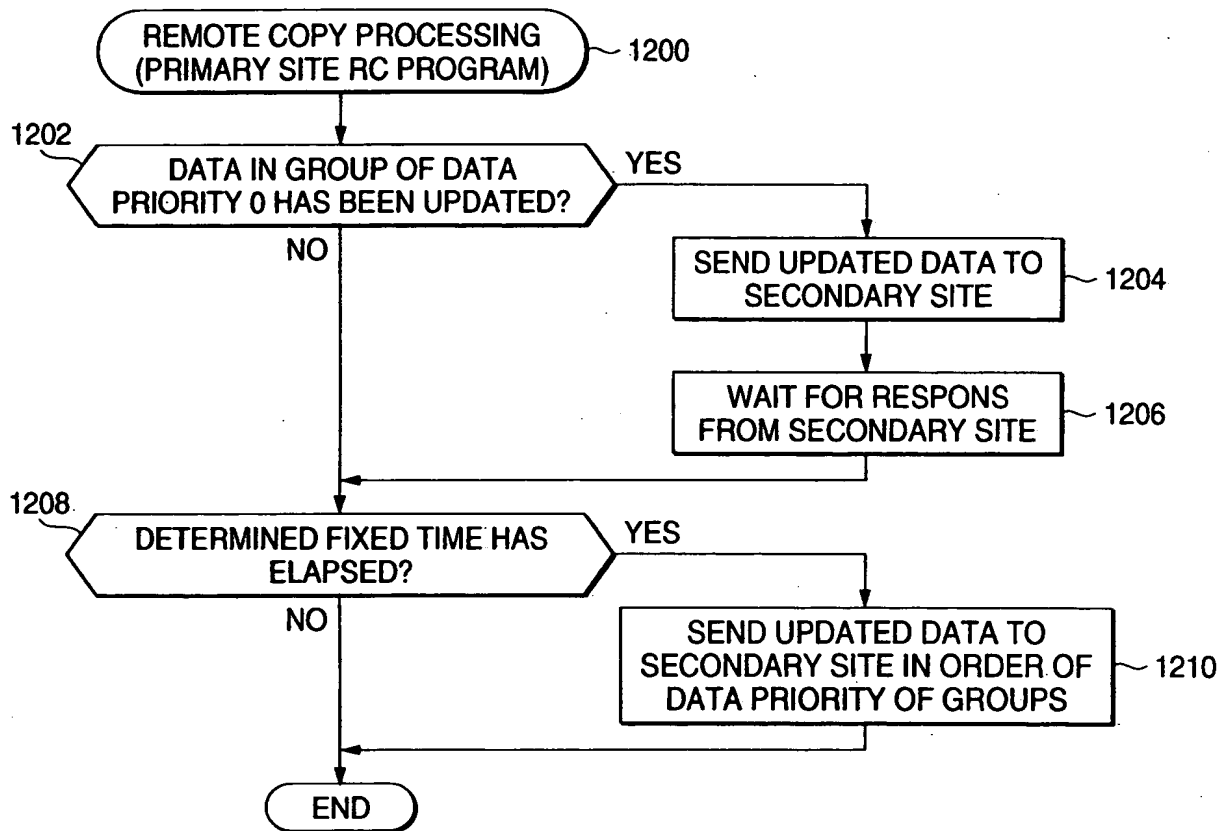 REMOTE COPY PROCESSING
(PRIMARY SITE RC PROGRAM)
1200
1202
DATA IN GROUP OF DATA
PRIORITY 0 HAS BEEN UPDATED?
YES
NO
SEND UPDATED DATA TO
SECONDARY SITE
1204
WAIT FOR RESPONS
FROM SECONDARY SITE
1206
1208
DETERMINED FIXED TIME HAS
ELAPSED?
YES
NO
SEND UPDATED DATA TO
SECONDARY SITE IN ORDER OF
DATA PRIORITY OF GROUPS
1210
END